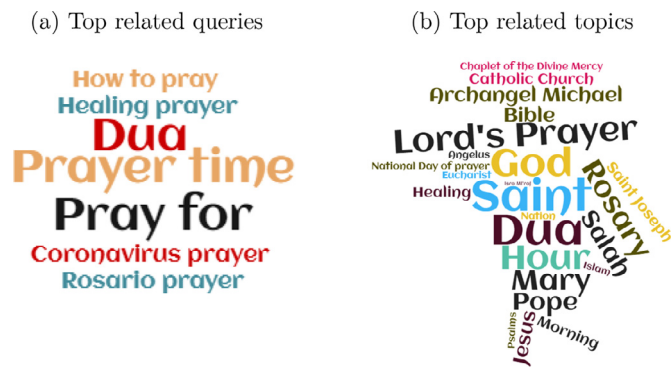 (a) Top related queries
How to pray
Healing prayer
Dua
Prayer time
Pray for
Coronavirus prayer
Rosario prayer
(b) Top related topics
Chaplet of the Divine Mercy
Catholic Church
Archangel Michael
Bible
Lord's Prayer
Angelus
God
National Day of prayer
Eucharist
Healing
Saint
Nation
Rosary
Saint Joseph
Dua
Salah
Hour
Islam
Mary
Pope
Psalms
Jesus
Morning